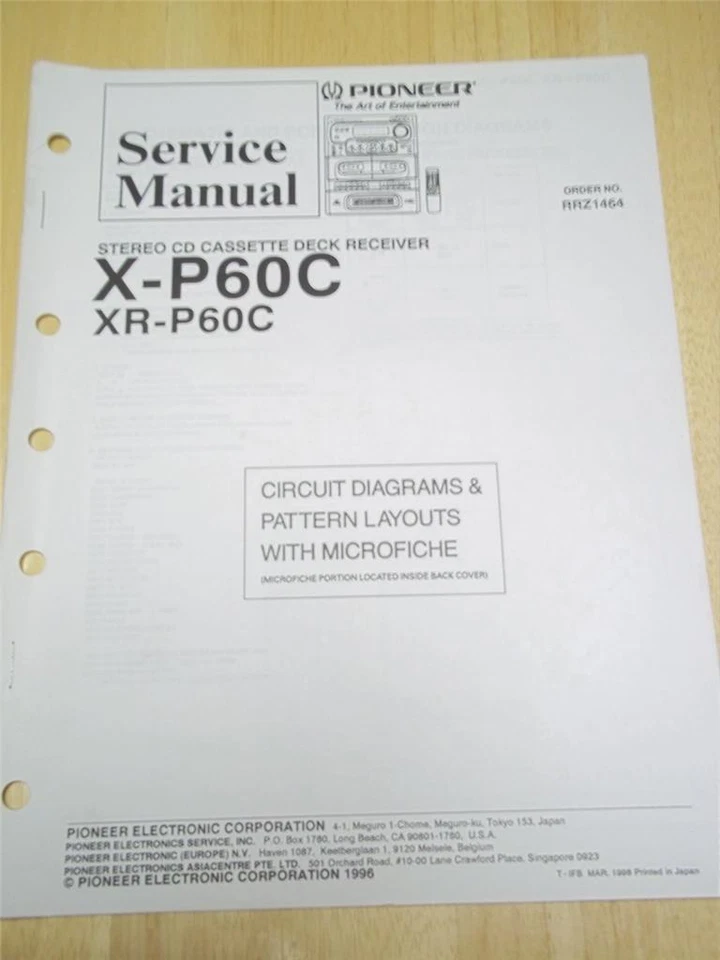 PIONEER
The Art of Entertainment
Service
Manual
ORDER NO.
RRZ1464
STEREO CD CASSETTE DECK RECEIVER
X-P60C
XR-P60C
CIRCUIT DIAGRAMS &
PATTERN LAYOUTS
WITH MICROFICHE
(MICROFICHE PORTION LOCATED INSIDE BACK COVER)
PIONEER ELECTRONIC CORPORATION 4-1, Meguro 1-Chome, Meguro-ku, Tokyo 153, Japan
PIONEER ELECTRONICS SERVICE, INC. P.O. Box 1760, Long Beach, CA 90801-1760, U.S.A.
PIONEER ELECTRONIC (EUROPE) N.V. Haven 1087, Keetberglaan 1, 9120 Melsele, Belgium
PIONEER ELECTRONICS ASIACENTRE PTE. LTD. 501 Orchard Road, #10-00 Lane Crawford Place, Singapore 0923
© PIONEER ELECTRONIC CORPORATION 1996
T-IFS MAR. 1996 Printed in Japan